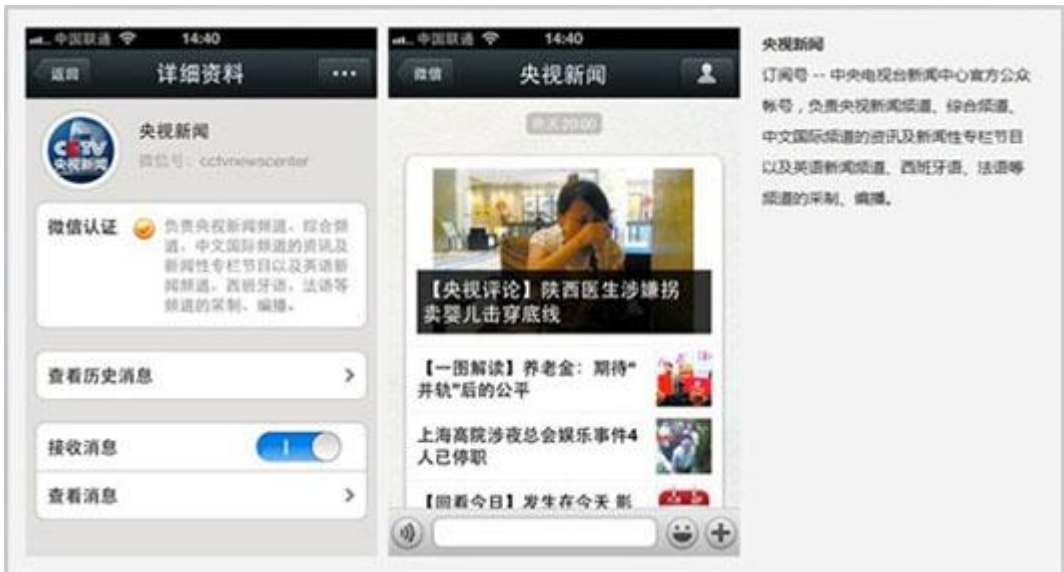 中国联通
14:40
返回
详细资料
央视新闻
微信号: cctvnewscenter
CCTV
央视新闻
微信认证
负责央视新闻频道、综合频
道、中文国际频道的资讯及
新闻性专栏节目以及英语新
闻频道、西班牙语、法语等
频道的采制、编播。
查看历史消息
接收消息
查看消息
中国联通
14:40
微信
央视新闻
昨天20:00
【央视评论】陕西医生涉嫌拐
卖婴儿击穿底线
【一图解读】养老金：期待“
并轨”后的公平
上海高院涉夜总会娱乐事件4
人已停职
【回看今日】发生在今天 影
央视新闻
订阅号 -- 中央电视台新闻中心官方公众
帐号，负责央视新闻频道、综合频道、
中文国际频道的资讯及新闻性专栏节目
以及英语新闻频道、西班牙语、法语等
频道的采制、编播。